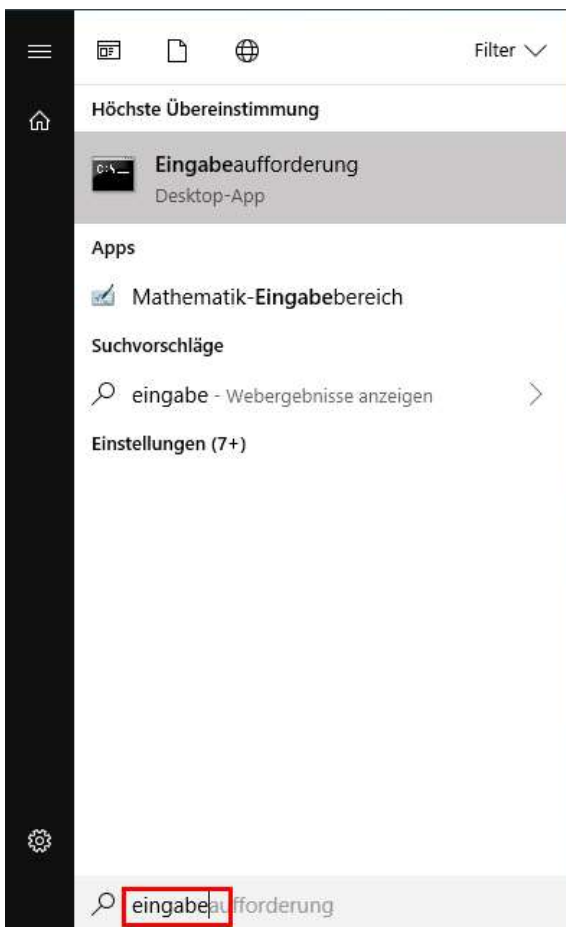 Filter
Höchste Übereinstimmung
C:\_
Eingabeaufforderung
Desktop-App
Apps
Mathematik-Eingabebereich
Suchvorschläge
eingabe - Webergebnisse anzeigen
Einstellungen (7+)
eingabeaufforderung